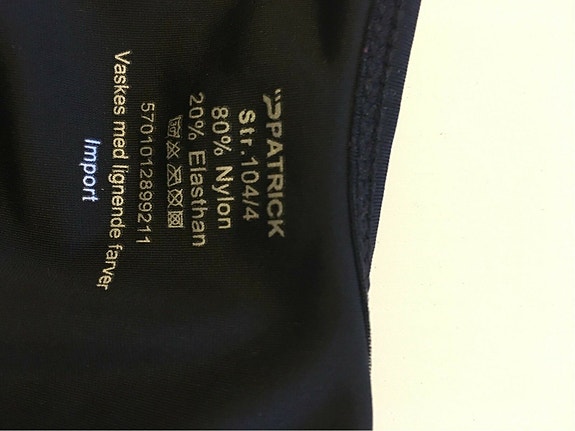 PATRICK
Str.104/4
80% Nylon
20% Elasthan
5701012899211
Vaskes med lignende farver
Import